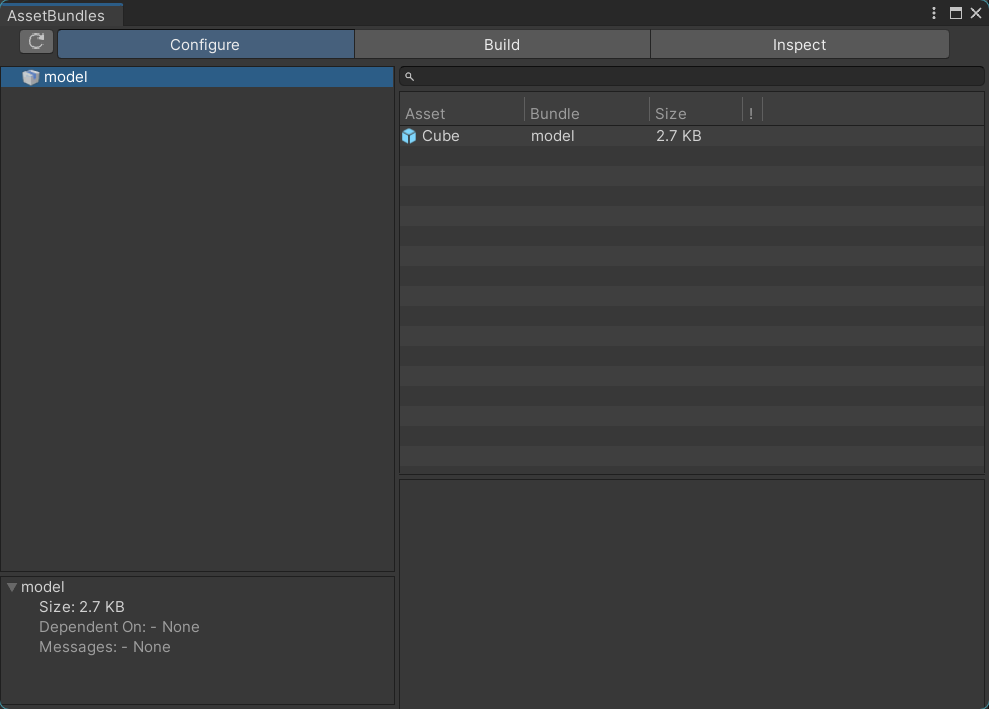 AssetBundles
Configure Build Inspect
model
Asset Bundle Size !
Cube model 2.7 KB
model
Size: 2.7 KB
Dependent On: - None
Messages: - None